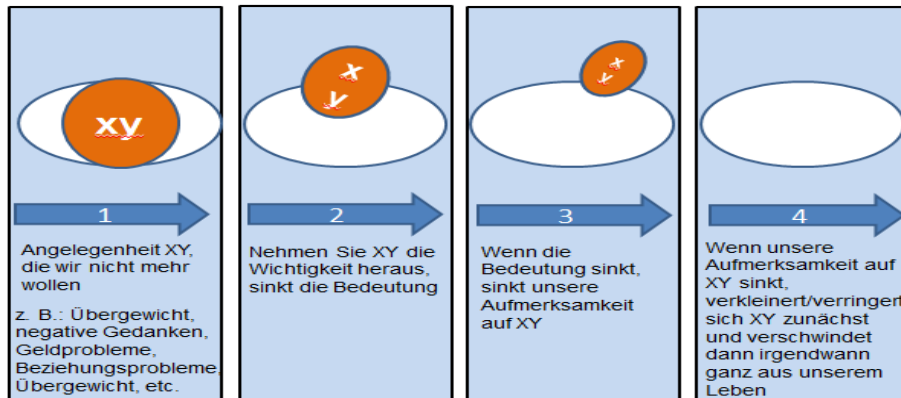 xy
1
Angelegenheit XY,
die wir nicht mehr
wollen
z. B.: Übergewicht,
negative Gedanken,
Geldprobleme,
Beziehungsprobleme,
Übergewicht, etc.
x
y
2
Nehmen Sie XY die
Wichtigkeit heraus,
sinkt die Bedeutung
x
y
3
Wenn die
Bedeutung sinkt,
sinkt unsere
Aufmerksamkeit
auf XY
4
Wenn unsere
Aufmerksamkeit auf
XY sinkt,
verkleinert/verringert
sich XY zunächst
und verschwindet
dann irgendwann
ganz aus unserem
Leben